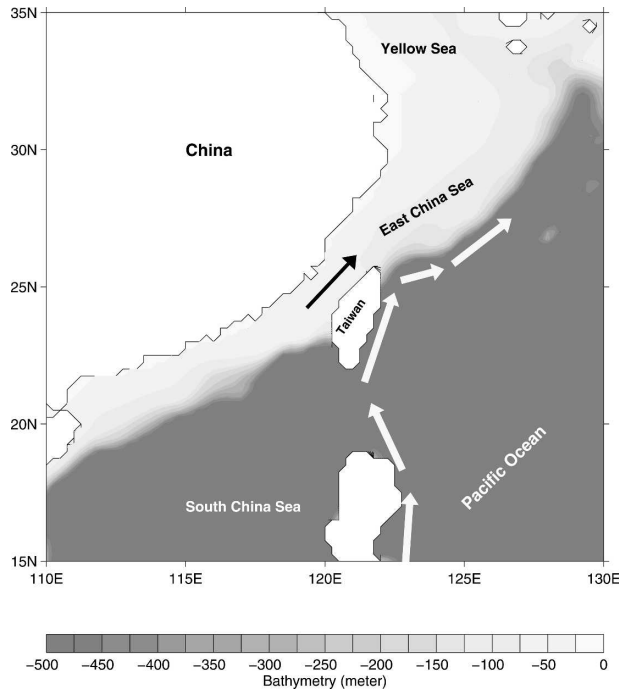 35N
Yellow Sea
China
30N
East China Sea
25N
Taiwan
20N
South China Sea
Pacific Ocean
15N
110E 115E 120E 125E 130E
−500 −450 −400 −350 −300 −250 −200 −150 −100 −50 0
Bathymetry (meter)